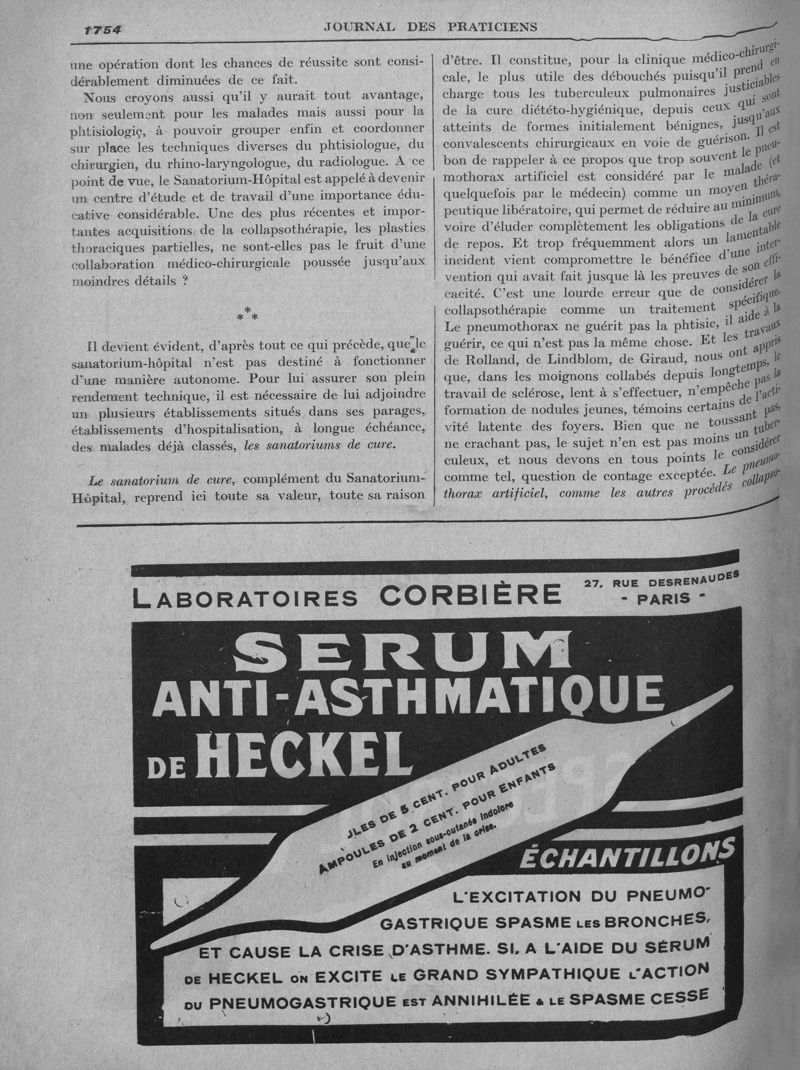 1754
JOURNAL DES PRATICIENS
une opération dont les chances de réussite sont consi-
dérablement diminuées de ce fait.
Nous croyons aussi qu'il y aurait tout avantage,
non seulement pour les malades mais aussi pour la
phtisiologie, à pouvoir grouper enfin et coordonner
sur place les techniques diverses du phtisiologue, du
chirurgien, du rhino-laryngologue, du radiologue. A ce
point de vue, le Sanatorium-Hôpital est appelé à devenir
un centre d'étude et de travail d'une importance édu-
cative considérable. Une des plus récentes et impor-
tantes acquisitions de la collapsothérapie, les plasties
thoraciques partielles, ne sont-elles pas le fruit d'une
collaboration médico-chirurgicale poussée jusqu'aux
moindres détails ?
*
* *
Il devient évident, d'après tout ce qui précède, que le
sanatorium-hôpital n'est pas destiné à fonctionner
d'une manière autonome. Pour lui assurer son plein
rendement technique, il est nécessaire de lui adjoindre
un plusieurs établissements situés dans ses parages,
établissements d'hospitalisation, à longue échéance,
des malades déjà classés, les sanatoriums de cure.
Le sanatorium de cure, complément du Sanatorium-
Hôpital, reprend ici toute sa valeur, toute sa raison
d'être. Il constitue, pour la clinique médico-chirurgi-
cale, le plus utile des débouchés puisqu'il prend en
charge tous les tuberculeux pulmonaires justiciables
de la cure diététo-hygiénique, depuis ceux qui sont
atteints de formes initialement bénignes, jusqu'aux
convalescents chirurgicaux en voie de guérison. Il est
bon de rappeler à ce propos que trop souvent le pneu-
mothorax artificiel est considéré par le malade (et
quelquefois par le médecin) comme un moyen théra-
peutique libératoire, qui permet de réduire au minimum,
voire d'éluder complètement les obligations de la cure
de repos. Et trop fréquemment alors un lamentable
incident vient compromettre le bénéfice d'une inter-
vention qui avait fait jusque là les preuves de son effi-
cacité. C'est une lourde erreur que de considérer la
collapsothérapie comme un traitement spécifique.
Le pneumothorax ne guérit pas la phtisie, il aide à la
guérir, ce qui n'est pas la même chose. Et les travaux
de Rolland, de Lindblom, de Giraud, nous ont appris
que, dans les moignons collabés depuis longtemps, le
travail de sclérose, lent à s'effectuer, n'empêche pas la
formation de nodules jeunes, témoins certains de l'acti-
vité latente des foyers. Bien que ne toussant pas,
ne crachant pas, le sujet n'en est pas moins un tuber-
culeux, et nous devons en tous points le considérer
comme tel, question de contage exceptée. Le pneumo-
thorax artificiel, comme les autres procédés collapso-
LABORATOIRES CORBIÈRE
27, RUE DESRENAUDES
- PARIS -
SERUM
ANTI-ASTHMATIQUE
DE HECKEL
JLES DE 5 CENT. POUR ADULTES
AMPOULES DE 2 CENT. POUR ENFANTS
En injection sous-cutanée indolore
au moment de la crise.
ÉCHANTILLONS
L'EXCITATION DU PNEUMO-
GASTRIQUE SPASME LES BRONCHES,
ET CAUSE LA CRISE D'ASTHME. SI, A L'AIDE DU SÉRUM
DE HECKEL ON EXCITE LE GRAND SYMPATHIQUE L'ACTION
DU PNEUMOGASTRIQUE EST ANNIHILÉE & LE SPASME CESSE